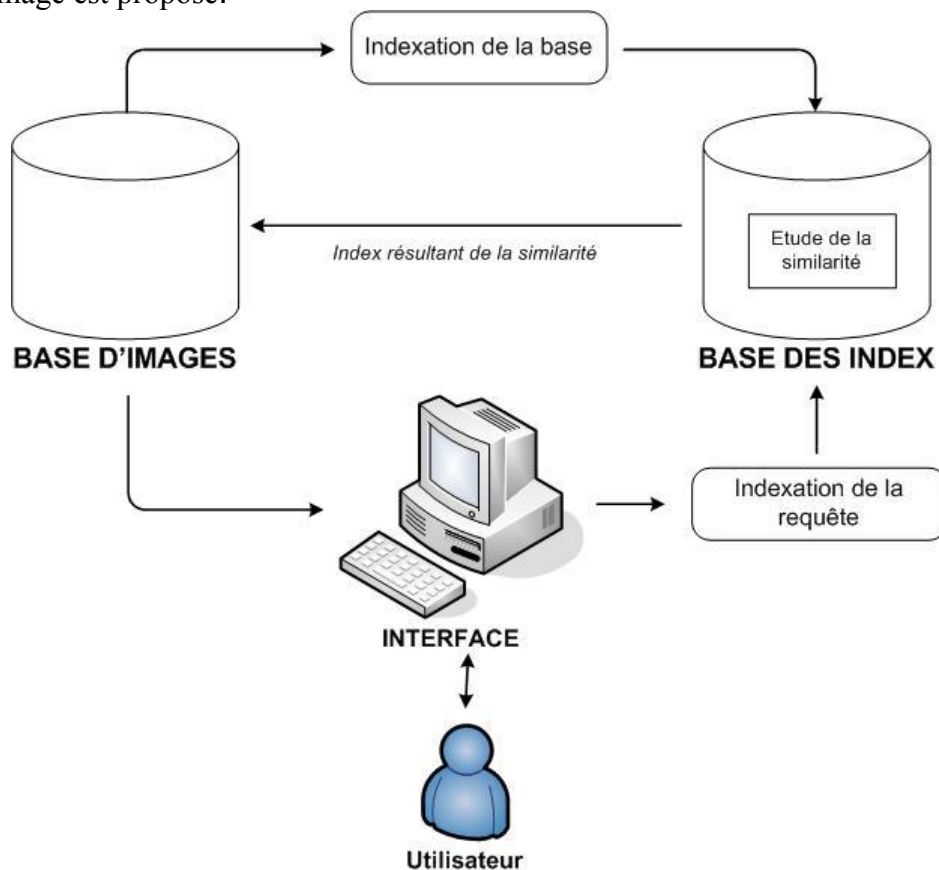 image est proposé.
Indexation de la base
Index résultant de la similarité
Etude de la
similarité
BASE D'IMAGES
BASE DES INDEX
Indexation de la
requête
INTERFACE
Utilisateur